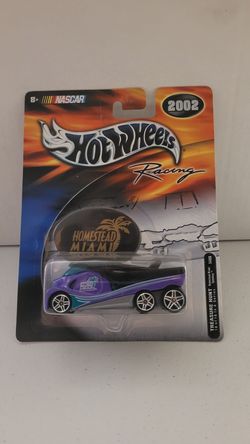 8+
NASCAR
2002
HOT WHEELS
Racing
HOMESTEAD
MIAMI
TREASURE HUNT